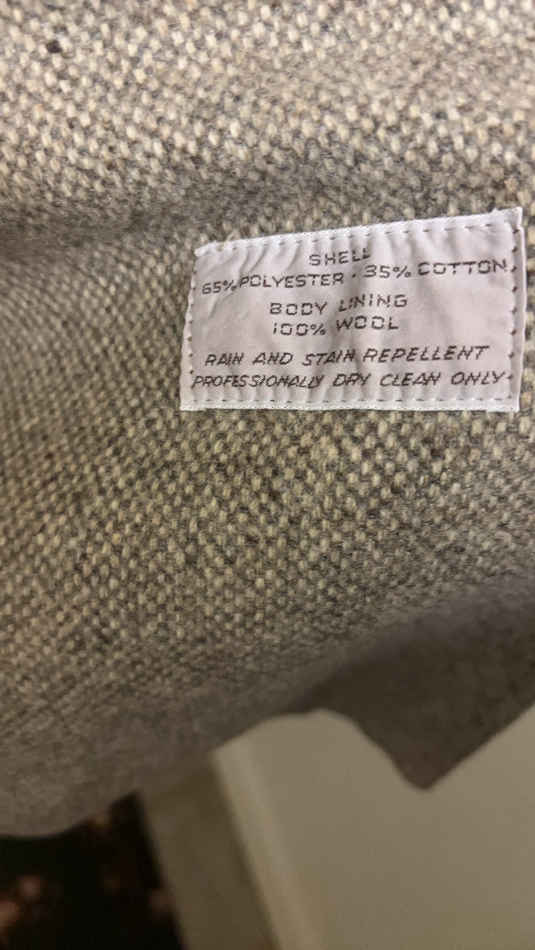 SHELL
65% POLYESTER · 35% COTTON
BODY LINING
100% WOOL
RAIN AND STAIN REPELLENT
PROFESSIONALLY DRY CLEAN ONLY